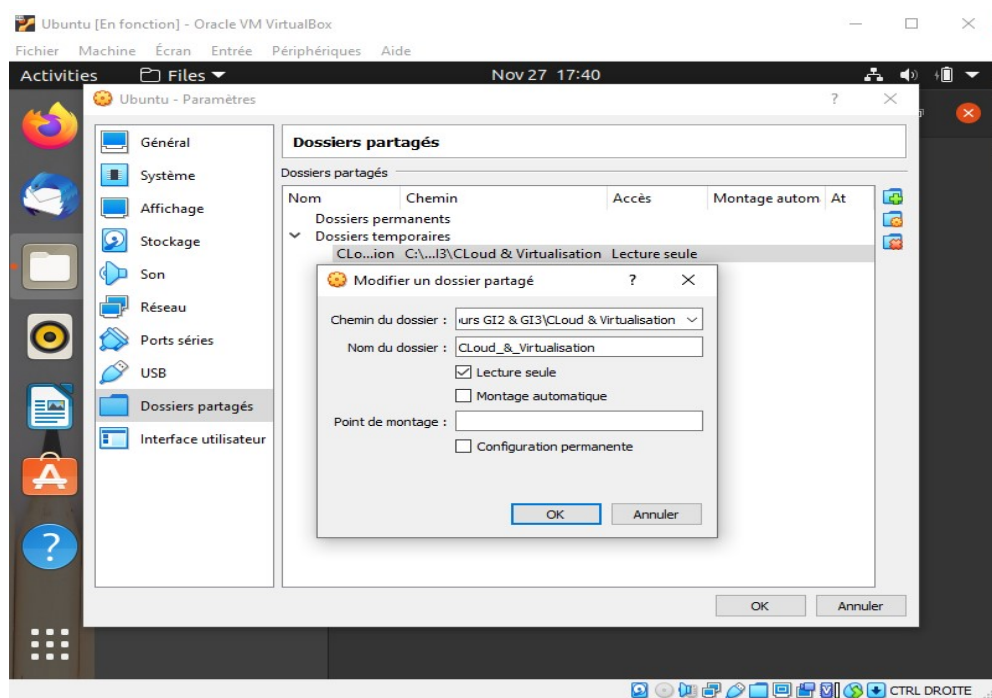 Ubuntu [En fonction] - Oracle VM VirtualBox
Fichier Machine Écran Entrée Périphériques Aide
Activities Files Nov 27 17:40
Ubuntu - Paramètres ?
Général
Système
Affichage
Stockage
Son
Réseau
Ports séries
USB
Dossiers partagés
Interface utilisateur
Dossiers partagés
Dossiers partagés
Nom Chemin Accès Montage autom At
Dossiers permanents
Dossiers temporaires
CLo...ion C:\...I3\CLoud & Virtualisation Lecture seule
Modifier un dossier partagé ?
Chemin du dossier : urs GI2 & GI3\CLoud & Virtualisation
Nom du dossier : CLoud_&_Virtualisation
Lecture seule
Montage automatique
Point de montage :
Configuration permanente
OK Annuler
OK Annuler
CTRL DROITE